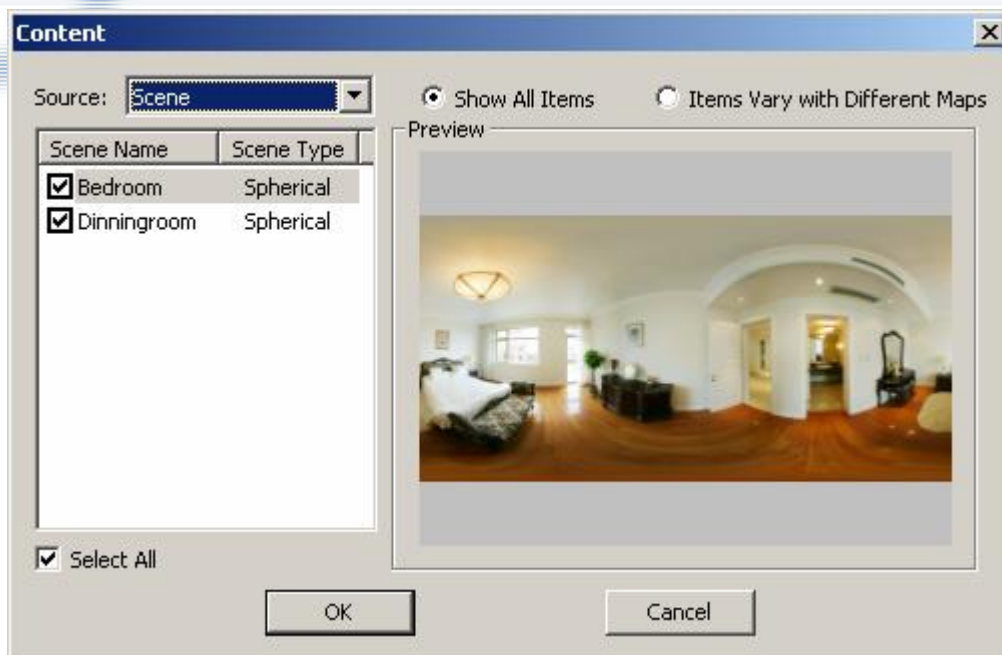 Content
Source: Scene
Show All Items
Items Vary with Different Maps
Scene Name Scene Type
Bedroom Spherical
Dinningroom Spherical
Select All
Preview
OK
Cancel